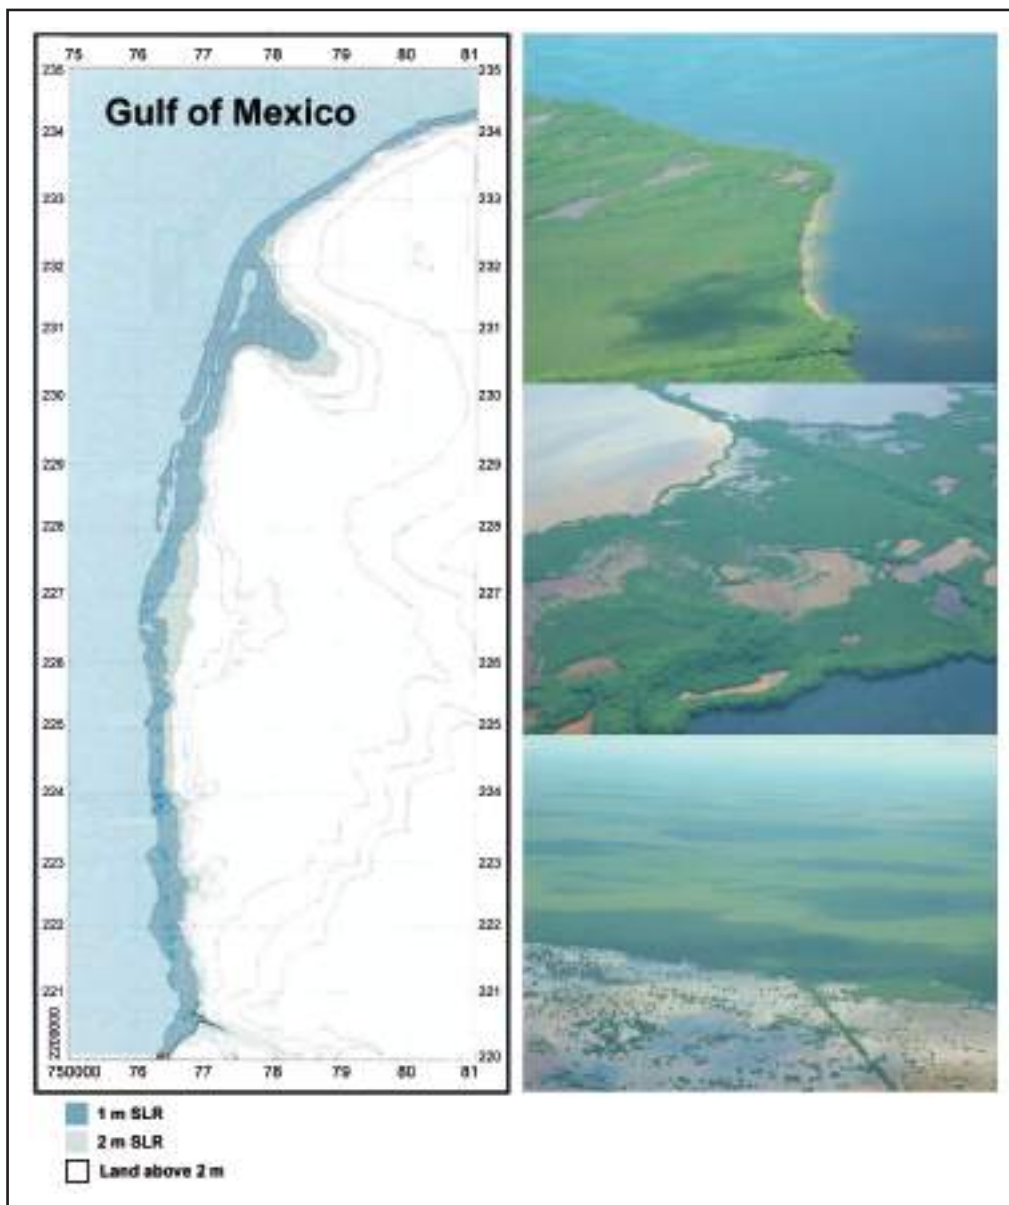 75 76 77 78 79 80 81
235 235
Gulf of Mexico
234 234
233 233
232 232
231 231
230 230
229 229
228 228
227 227
226 226
225 225
224 224
223 223
222 222
221 221
2200000 220
750000 76 77 78 79 80 81
1 m SLR
2 m SLR
Land above 2 m